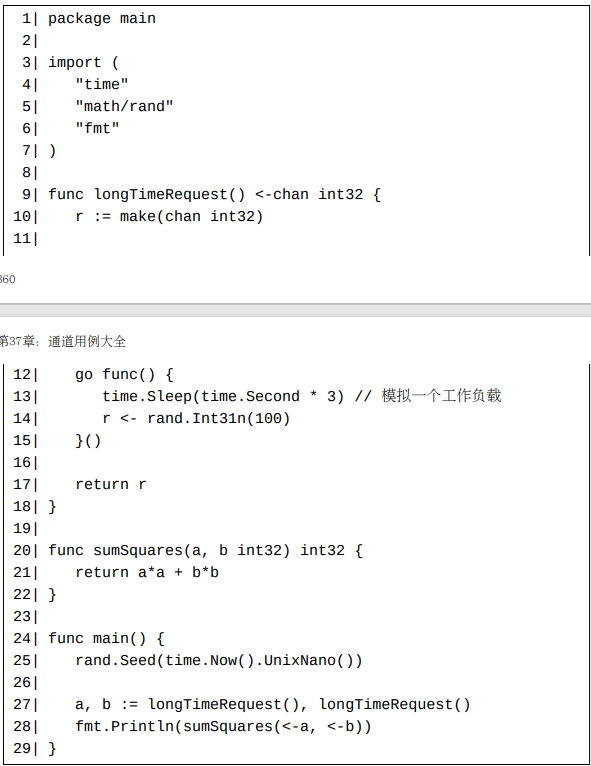 1| package main
2|
3| import (
4|    "time"
5|    "math/rand"
6|    "fmt"
7| )
8|
9| func longTimeRequest() <-chan int32 {
10|    r := make(chan int32)
11|
360
第37章：通道用例大全
12|    go func() {
13|       time.Sleep(time.Second * 3) // 模拟一个工作负载
14|       r <- rand.Int31n(100)
15|    }()
16|
17|    return r
18| }
19|
20| func sumSquares(a, b int32) int32 {
21|    return a*a + b*b
22| }
23|
24| func main() {
25|    rand.Seed(time.Now().UnixNano())
26|
27|    a, b := longTimeRequest(), longTimeRequest()
28|    fmt.Println(sumSquares(<-a, <-b))
29| }